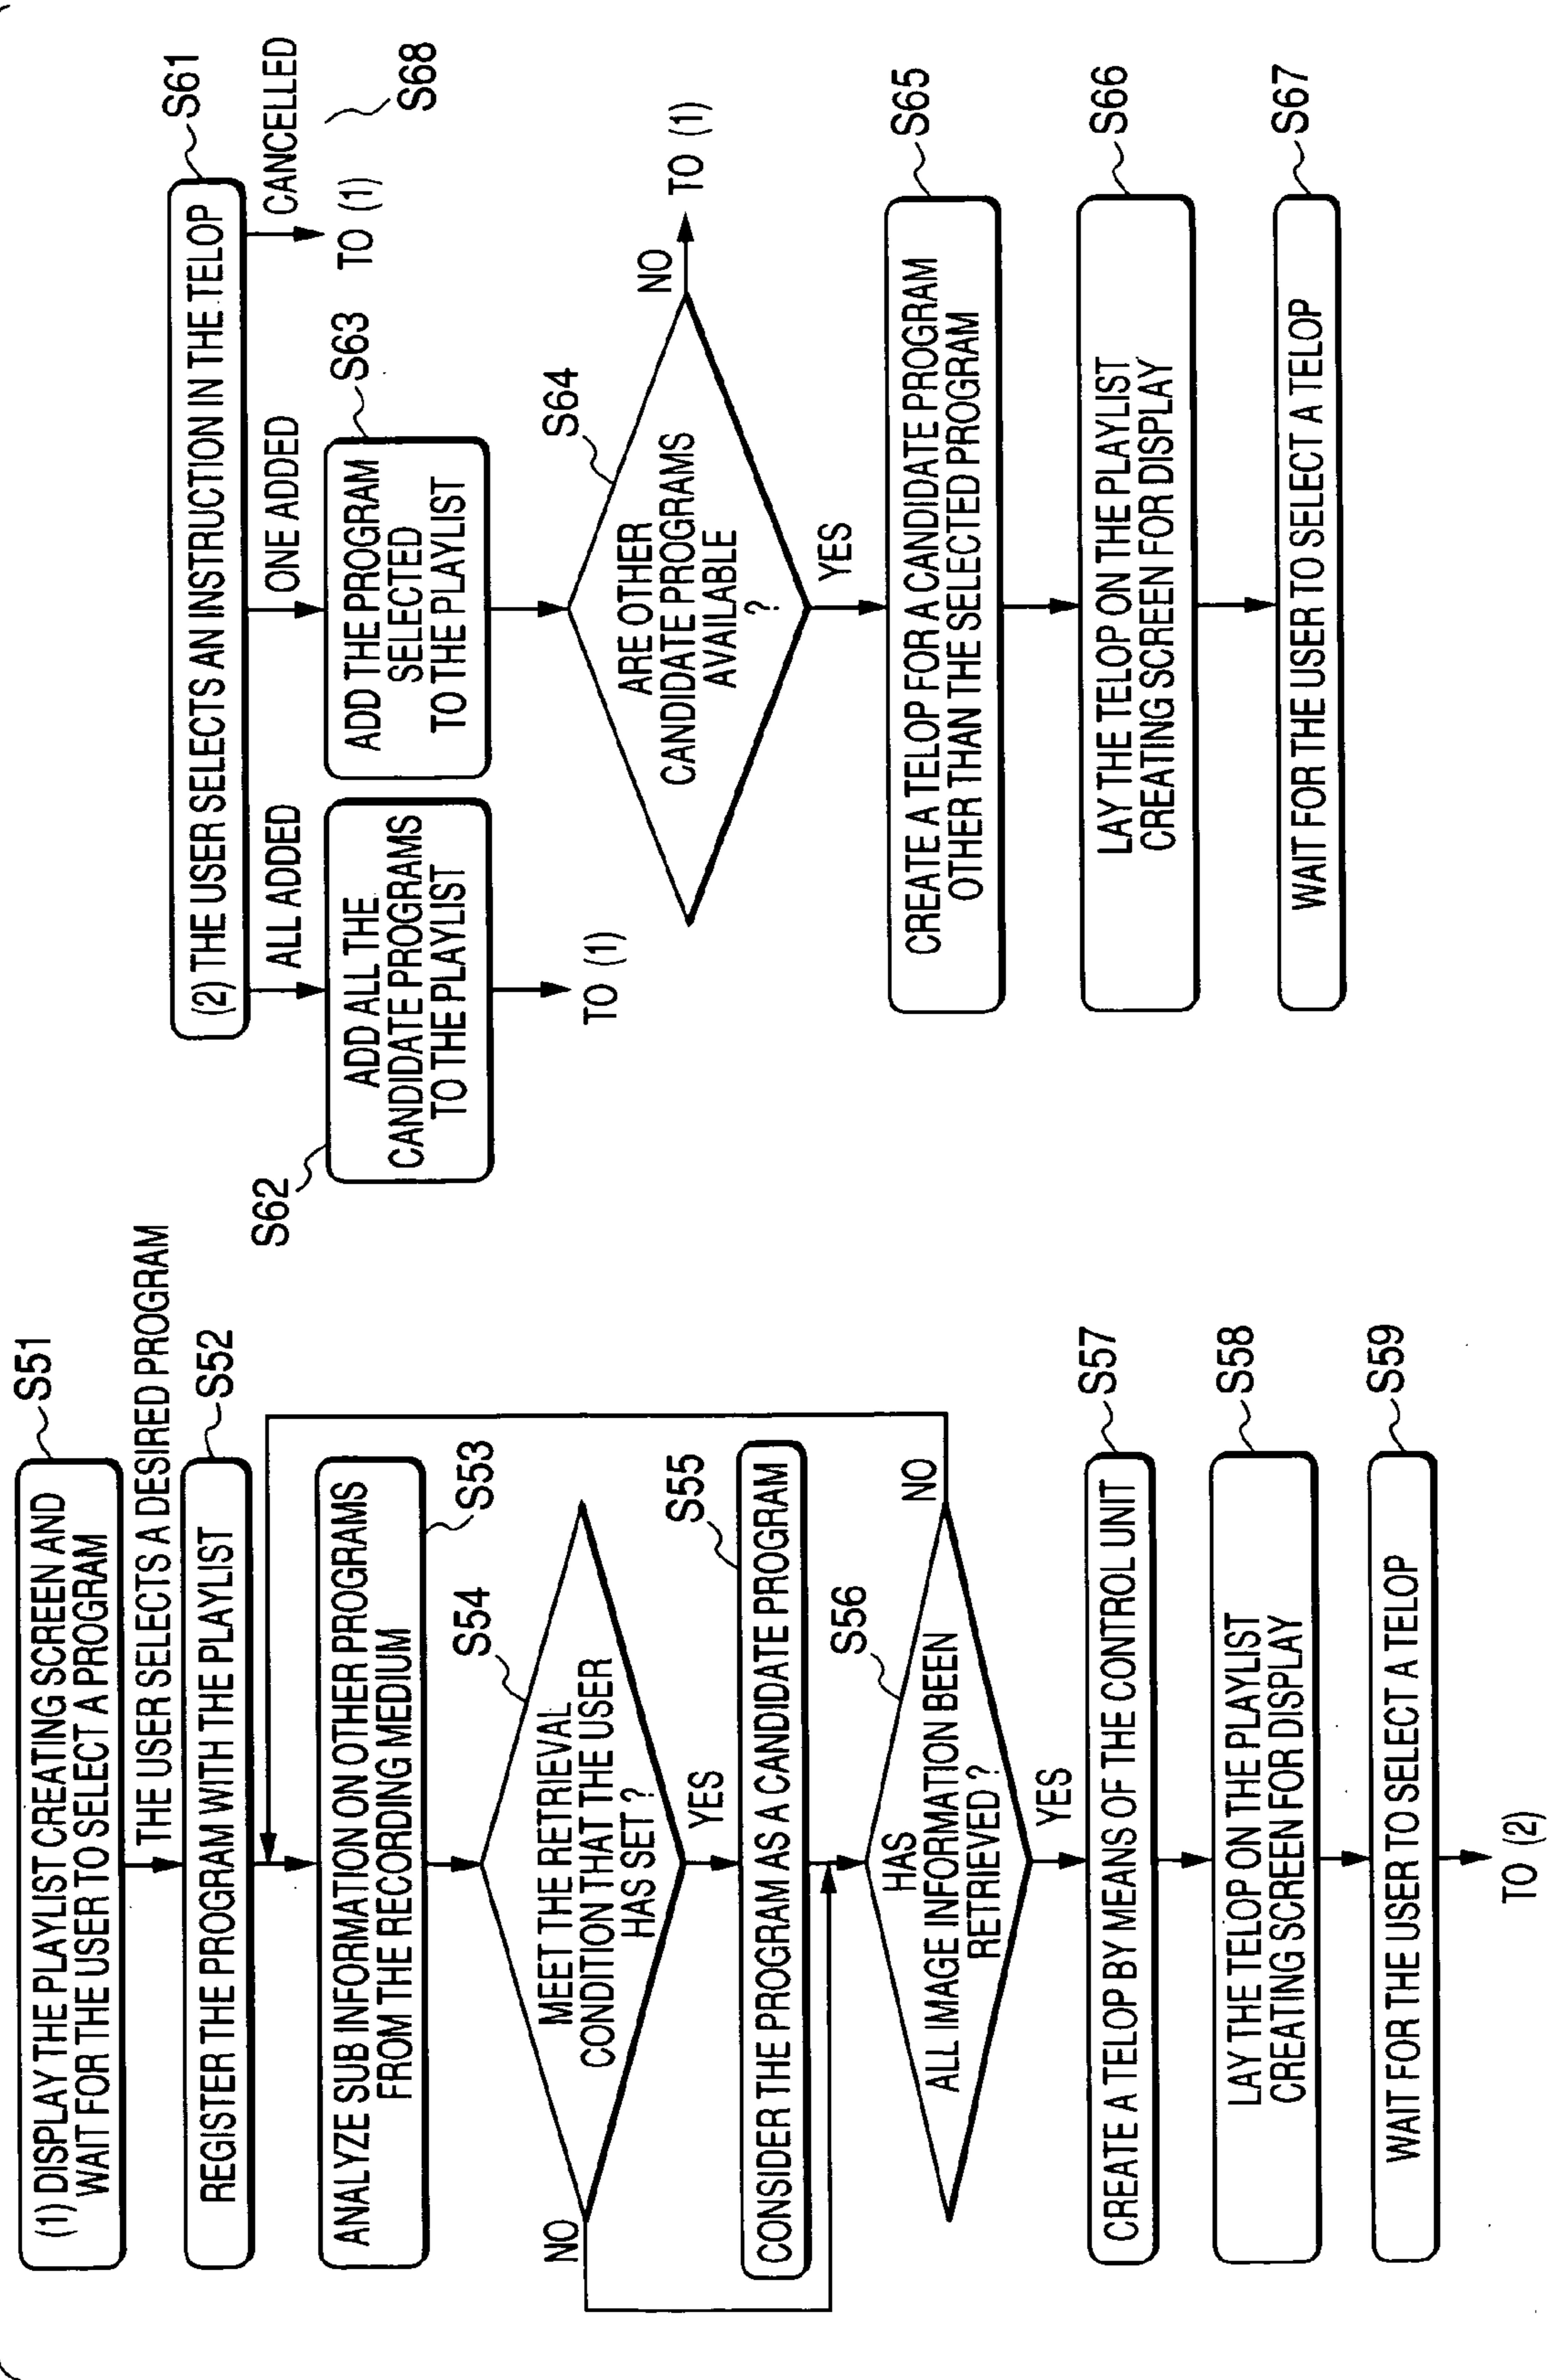 (1) DISPLAY THE PLAYLIST CREATING SCREEN AND
WAIT FOR THE USER TO SELECT A PROGRAM
S51
THE USER SELECTS A DESIRED PROGRAM
REGISTER THE PROGRAM WITH THE PLAYLIST
S52
ANALYZE SUB INFORMATION ON OTHER PROGRAMS
FROM THE RECORDING MEDIUM
S53
S54
MEET THE RETRIEVAL
CONDITION THAT THE USER
HAS SET ?
NO
YES
S55
CONSIDER THE PROGRAM AS A CANDIDATE PROGRAM
S56
HAS
ALL IMAGE INFORMATION BEEN
RETRIEVED ?
NO
YES
CREATE A TELOP BY MEANS OF THE CONTROL UNIT
S57
LAY THE TELOP ON THE PLAYLIST
CREATING SCREEN FOR DISPLAY
S58
WAIT FOR THE USER TO SELECT A TELOP
S59
TO (2)
(2) THE USER SELECTS AN INSTRUCTION IN THE TELOP
S61
ALL ADDED
ONE ADDED
CANCELLED
S62
ADD ALL THE
CANDIDATE PROGRAMS
TO THE PLAYLIST
TO (1)
ADD THE PROGRAM
SELECTED
TO THE PLAYLIST
S63
TO (1)
S68
S64
ARE OTHER
CANDIDATE PROGRAMS
AVAILABLE
?
NO
TO (1)
YES
CREATE A TELOP FOR A CANDIDATE PROGRAM
OTHER THAN THE SELECTED PROGRAM
S65
LAY THE TELOP ON THE PLAYLIST
CREATING SCREEN FOR DISPLAY
S66
WAIT FOR THE USER TO SELECT A TELOP
S67